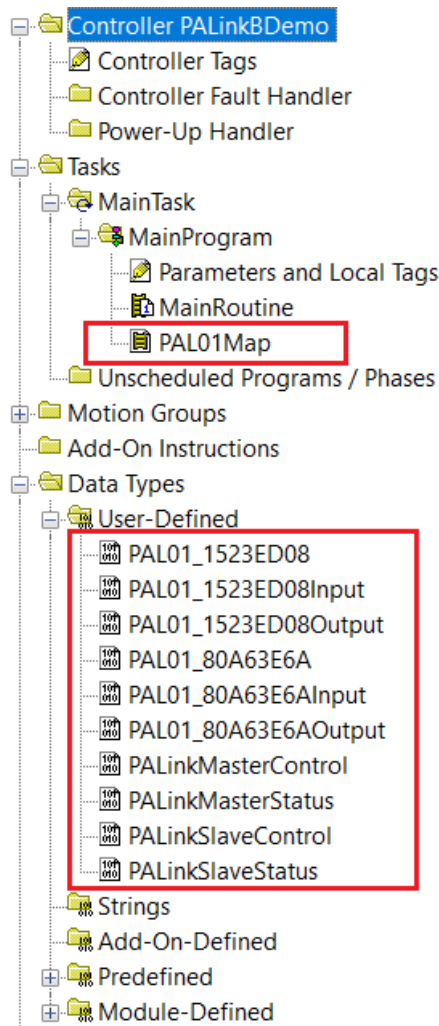 Controller PALinkBDemo
Controller Tags
Controller Fault Handler
Power-Up Handler
Tasks
MainTask
MainProgram
Parameters and Local Tags
MainRoutine
PAL01Map
Unscheduled Programs / Phases
Motion Groups
Add-On Instructions
Data Types
User-Defined
PAL01_1523ED08
PAL01_1523ED08Input
PAL01_1523ED08Output
PAL01_80A63E6A
PAL01_80A63E6AInput
PAL01_80A63E6AOutput
PALinkMasterControl
PALinkMasterStatus
PALinkSlaveControl
PALinkSlaveStatus
Strings
Add-On-Defined
Predefined
Module-Defined